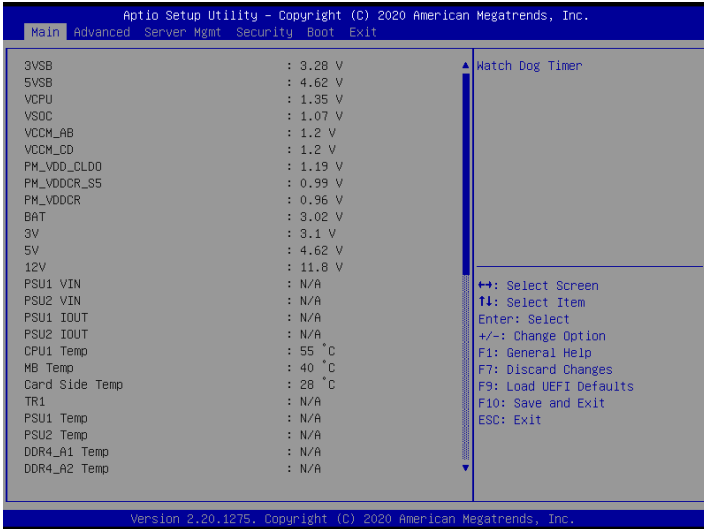 Aptio Setup Utility – Copyright (C) 2020 American Megatrends, Inc.
Main Advanced Server Mgmt Security Boot Exit
3VSB : 3.28 V
5VSB : 4.62 V
VCPU : 1.35 V
VSOC : 1.07 V
VCCM_AB : 1.2 V
VCCM_CD : 1.2 V
PM_VDD_CLDO : 1.19 V
PM_VDDCR_S5 : 0.99 V
PM_VDDCR : 0.96 V
BAT : 3.02 V
3V : 3.1 V
5V : 4.62 V
12V : 11.8 V
PSU1 VIN : N/A
PSU2 VIN : N/A
PSU1 IOUT : N/A
PSU2 IOUT : N/A
CPU1 Temp : 55 °C
MB Temp : 40 °C
Card Side Temp : 28 °C
TR1 : N/A
PSU1 Temp : N/A
PSU2 Temp : N/A
DDR4_A1 Temp : N/A
DDR4_A2 Temp : N/A
Watch Dog Timer
↔: Select Screen
↑↓: Select Item
Enter: Select
+/-: Change Option
F1: General Help
F7: Discard Changes
F9: Load UEFI Defaults
F10: Save and Exit
ESC: Exit
Version 2.20.1275. Copyright (C) 2020 American Megatrends, Inc.